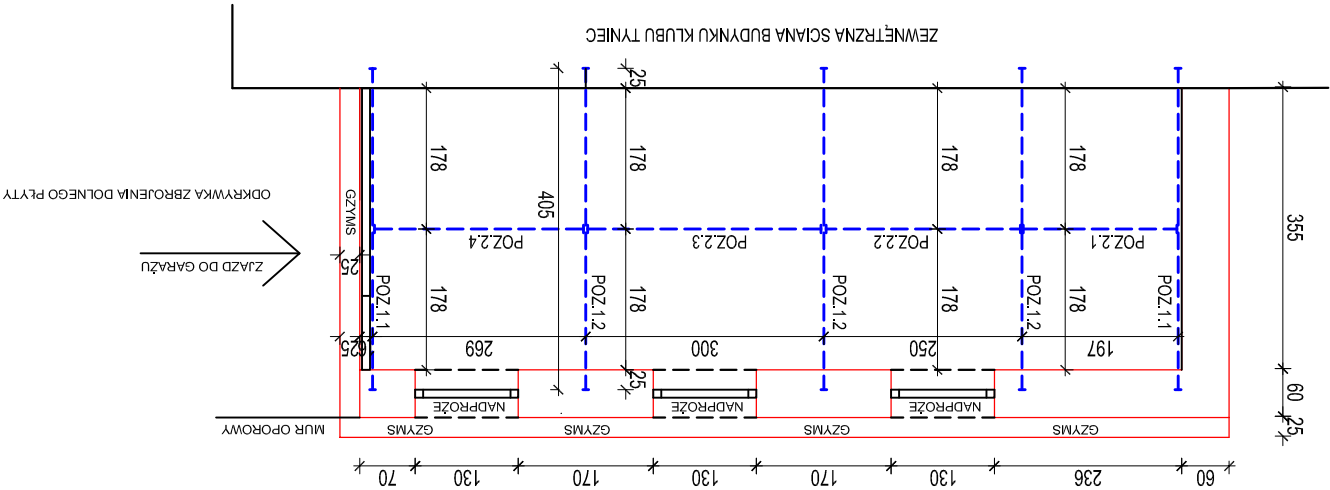 60
236
130
170
130
170
130
70
25
60
GZYMS
GZYMS
GZYMS
GZYMS
MUR OPOROWY
NADPROŻE
NADPROŻE
NADPROŻE
25
197
250
300
269
25
POZ.1.1
POZ.1.2
POZ.1.2
POZ.1.2
POZ.1.1
178
178
178
178
25
ZJAZD DO GARAŻU
POZ.2.1
POZ.2.2
POZ.2.3
POZ.2.4
355
405
GZYMS
ODKRYWKA ZBROJENIA DOLNEGO PŁYTY
178
178
178
178
25
ZEWNĘTRZNA SCIANA BUDYNKU KLUBU TYNIEC